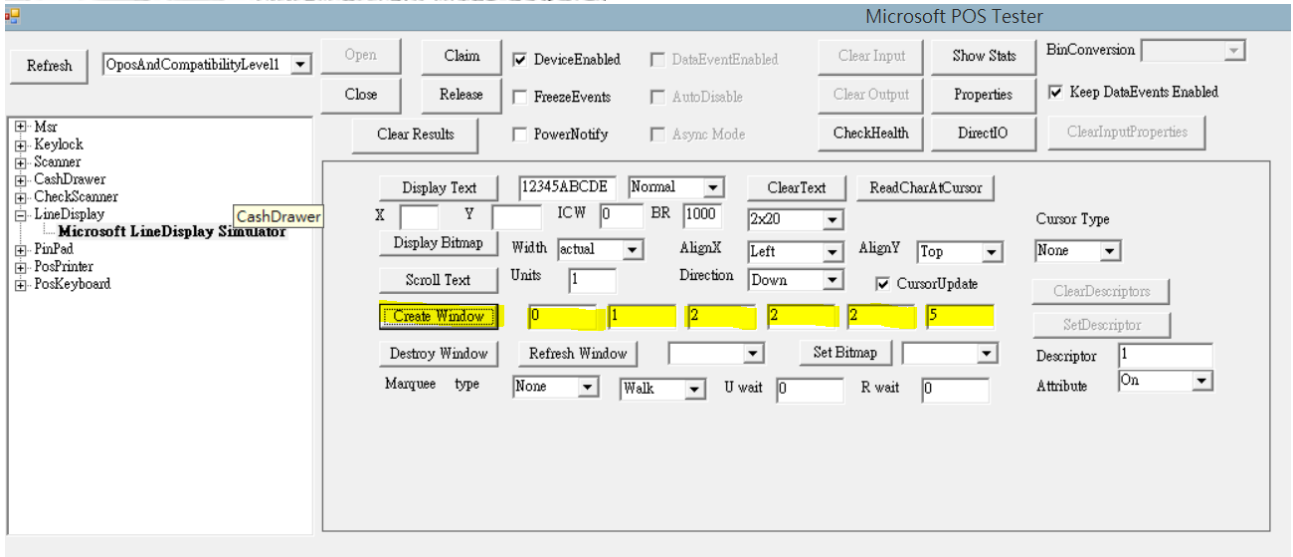 Microsoft POS Tester
Refresh OposAndCompatibilityLevel1 Open Claim DeviceEnabled DataEventEnabled Clear Input Show Stats BinConversion
Close Release FreezeEvents AutoDisable Clear Output Properties Keep DataEvents Enabled
Clear Results PowerNotify Async Mode CheckHealth DirectIO ClearInputProperties
Msr
Keylock
Scanner
CashDrawer
CheckScanner
LineDisplay
Microsoft LineDisplay Simulator
PinPad
PosPrinter
PosKeyboard
CashDrawer
Display Text 12345ABCDE Normal ClearText ReadCharAtCursor
X Y ICW 0 BR 1000 2x20 Cursor Type
Display Bitmap Width actual AlignX Left AlignY Top None
Scroll Text Units 1 Direction Down CursorUpdate ClearDescriptors
Create Window 0 1 2 2 2 5 SetDescriptor
Destroy Window Refresh Window Set Bitmap Descriptor 1
Marquee type None Walk U wait 0 R wait 0 Attribute On